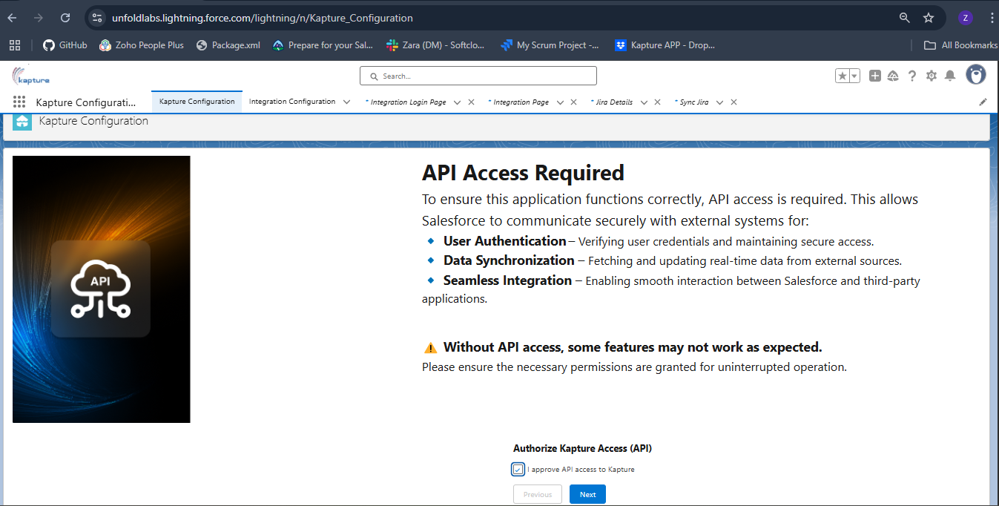 unfoldlabs.lightning.force.com/lightning/n/Kapture_Configuration
Z
GitHub
Zoho People Plus
Package.xml
Prepare for your Sal...
Zara (DM) - Softclo...
My Scrum Project -...
Kapture APP - Drop...
All Bookmarks
kapture
Search...
Kapture Configurati...
Kapture Configuration
Integration Configuration
* Integration Login Page
* Integration Page
* Jira Details
* Sync Jira
Kapture Configuration
API
API Access Required
To ensure this application functions correctly, API access is required. This allows
Salesforce to communicate securely with external systems for:
🔹 User Authentication – Verifying user credentials and maintaining secure access.
🔹 Data Synchronization – Fetching and updating real-time data from external sources.
🔹 Seamless Integration – Enabling smooth interaction between Salesforce and third-party
applications.
⚠️ Without API access, some features may not work as expected.
Please ensure the necessary permissions are granted for uninterrupted operation.
Authorize Kapture Access (API)
I approve API access to Kapture
Previous
Next